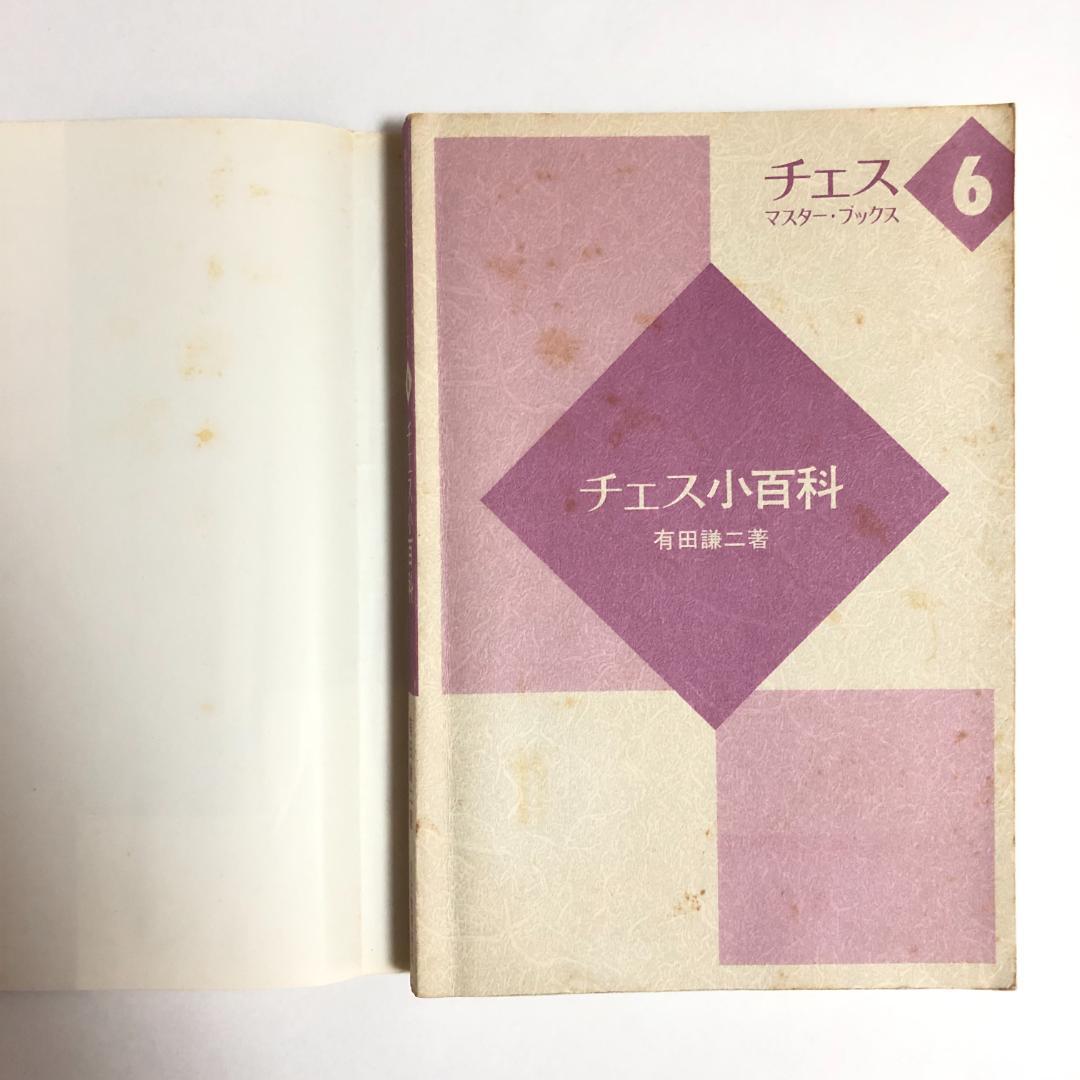 チェス
6
マスター・ブックス
チェス小百科
有田謙二著